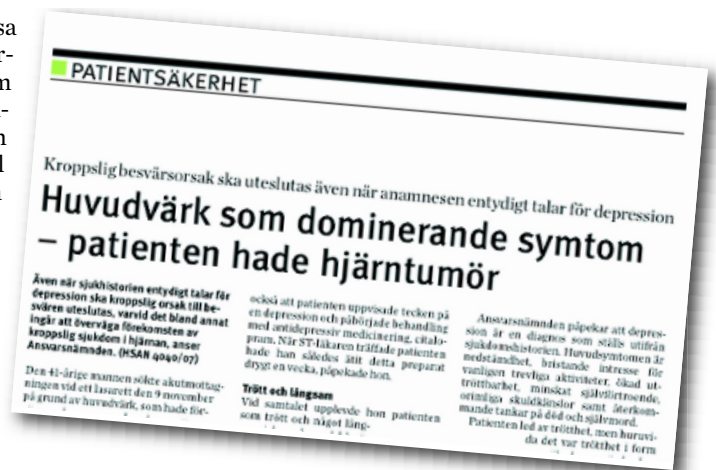 sa
r-
m
-
n
l
PATIENTSÄKERHET
Kroppslig besvärsorsak ska uteslutas även när anamnesen entydigt talar för depression
Huvudvärk som dominerande symtom
– patienten hade hjärntumör
Även när sjukhistorien entydigt talar för
depression ska kroppslig orsak till be-
svären uteslutas, varvid det bland annat
ingår att överväga förekomsten av
kroppslig sjukdom i hjärnan, anser
Ansvarsnämnden. (HSAN 4040/07)
Den 41-årige mannen sökte akutmottag-
ningen vid ett lasarett den 9 november
på grund av huvudvärk, som hade för-
också att patienten uppvisade tecken på
en depression och påbörjade behandling
med antidepressiv medicinering, citalo-
pram. När ST-läkaren träffade patienten
hade han således ätit detta preparat
drygt en vecka, påpekade hon.
Trött och långsam
Vid samtalet upplevde hon patienten
som trött och något lång-
Ansvarsnämnden påpekar att depres-
sion är en diagnos som ställs utifrån
sjukdomshistorien. Huvudsymtomen är
nedstämdhet, bristande intresse för
vanligen trevliga aktiviteter, ökad ut-
tröttbarhet, minskat självförtroende,
orimliga skuldkänslor samt återkom-
mande tankar på död och självmord.
Patienten led av trötthet, men huruvi-
da det var trötthet i form